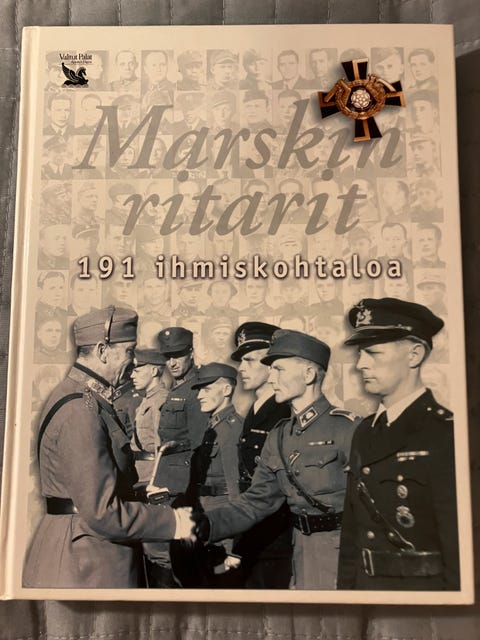 Valitut Palat
Marskin
ritarit
191 ihmiskohtaloa